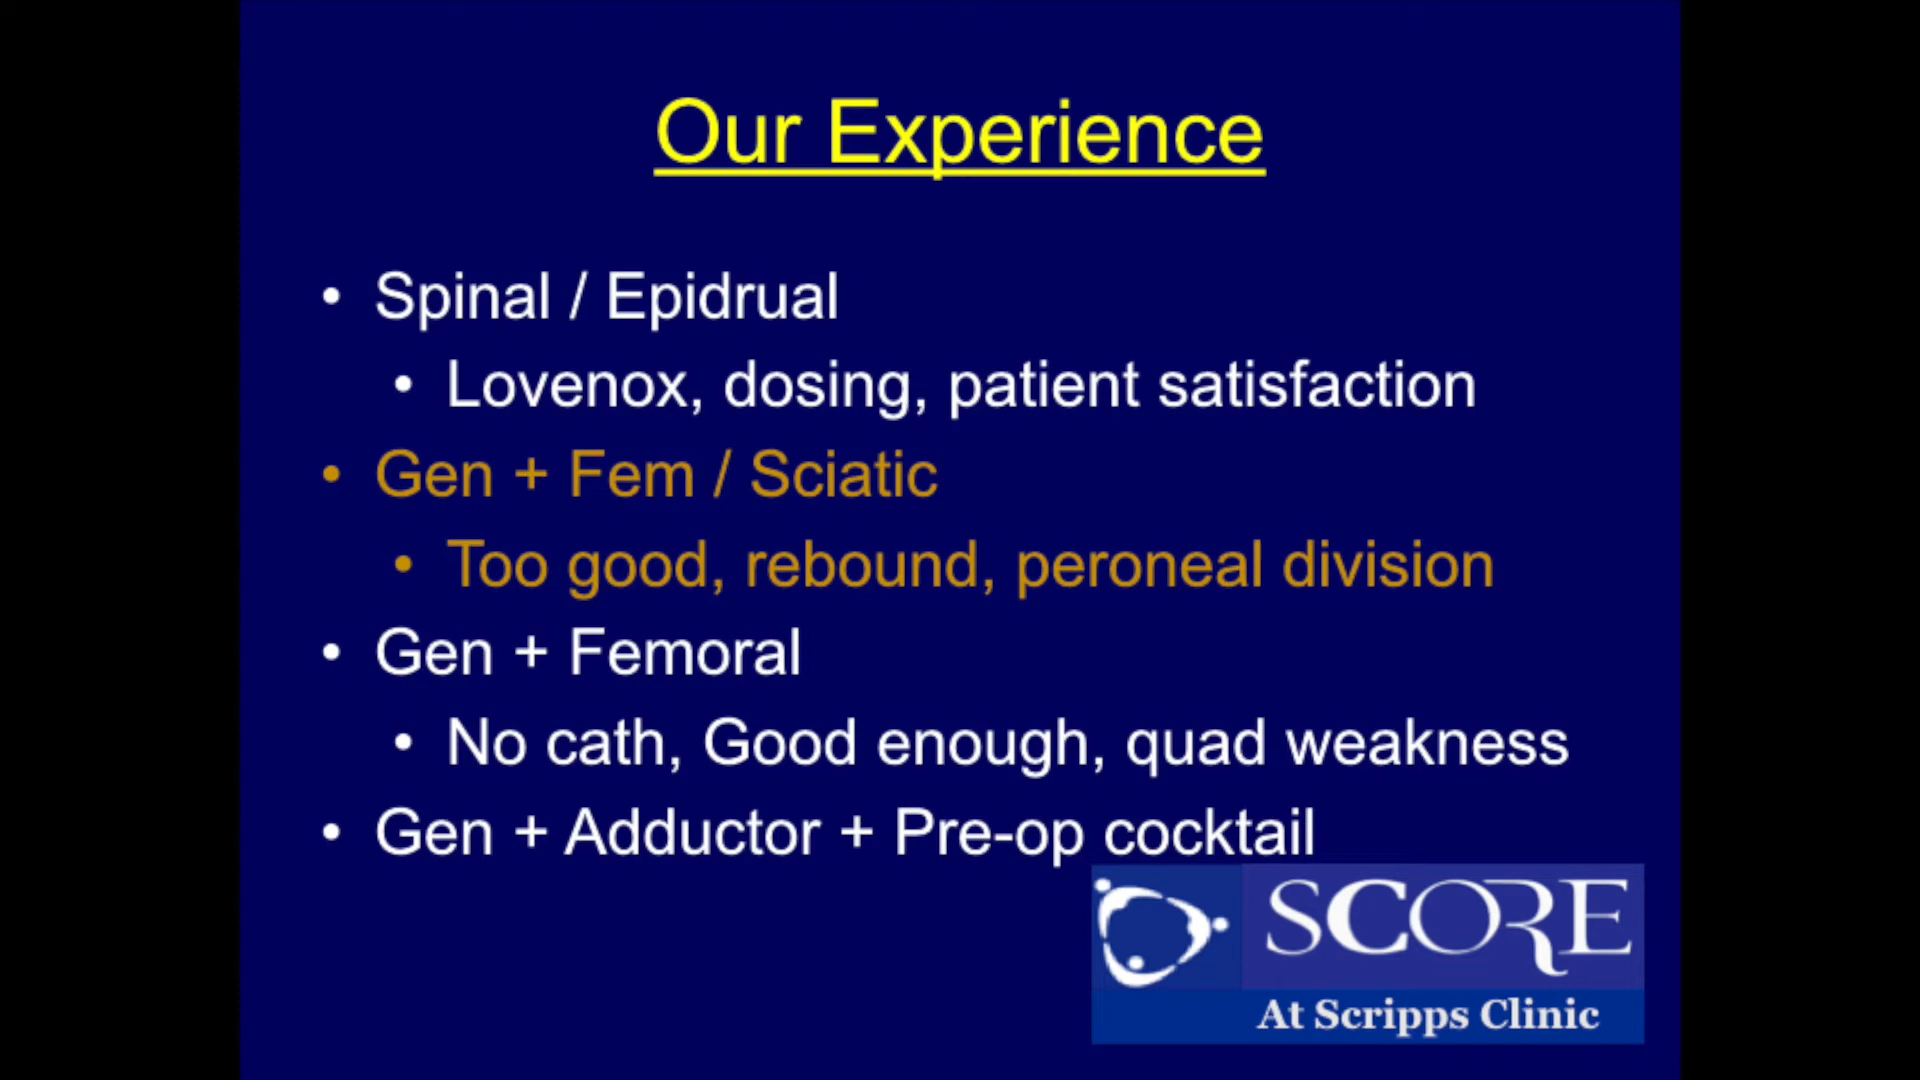 Our Experience
• Spinal / Epidrual
• Lovenox, dosing, patient satisfaction
• Gen + Fem / Sciatic
• Too good, rebound, peroneal division
• Gen + Femoral
• No cath, Good enough, quad weakness
• Gen + Adductor + Pre-op cocktail
SCORE
At Scripps Clinic